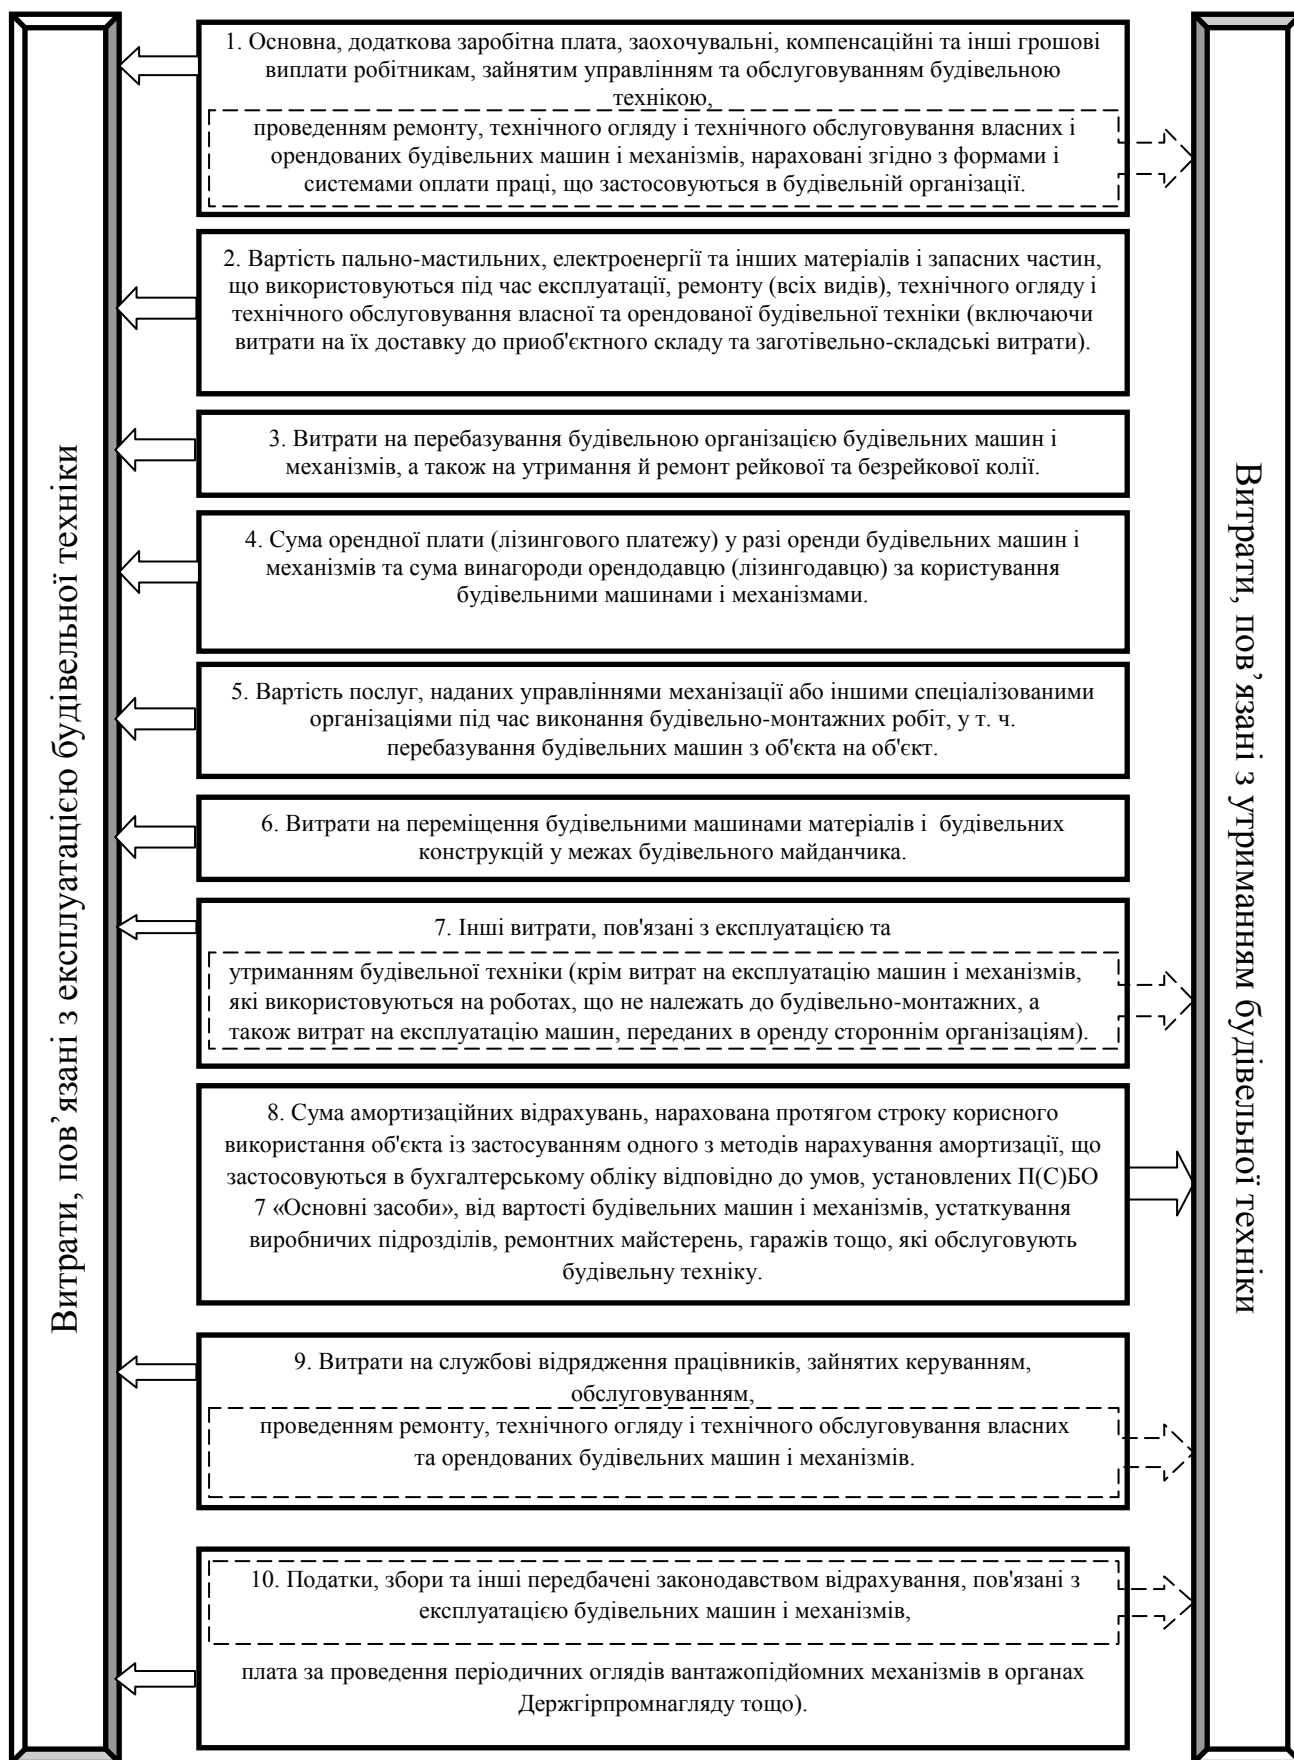 Витрати, пов’язані з експлуатацією будівельної техніки
1. Основна, додаткова заробітна плата, заохочувальні, компенсаційні та інші грошові
виплати робітникам, зайнятим управлінням та обслуговуванням будівельною
технікою,
проведенням ремонту, технічного огляду і технічного обслуговування власних і
орендованих будівельних машин і механізмів, нараховані згідно з формами і
системами оплати праці, що застосовуються в будівельній організації.
2. Вартість пально-мастильних, електроенергії та інших матеріалів і запасних частин,
що використовуються під час експлуатації, ремонту (всіх видів), технічного огляду і
технічного обслуговування власної та орендованої будівельної техніки (включаючи
витрати на їх доставку до приоб'єктного складу та заготівельно-складські витрати).
3. Витрати на перебазування будівельною організацією будівельних машин і
механізмів, а також на утримання й ремонт рейкової та безрейкової колії.
4. Сума орендної плати (лізингового платежу) у разі оренди будівельних машин і
механізмів та сума винагороди орендодавцю (лізингодавцю) за користування
будівельними машинами і механізмами.
5. Вартість послуг, наданих управліннями механізації або іншими спеціалізованими
організаціями під час виконання будівельно-монтажних робіт, у т. ч.
перебазування будівельних машин з об'єкта на об'єкт.
6. Витрати на переміщення будівельними машинами матеріалів і будівельних
конструкцій у межах будівельного майданчика.
7. Інші витрати, пов'язані з експлуатацією та
утриманням будівельної техніки (крім витрат на експлуатацію машин і механізмів,
які використовуються на роботах, що не належать до будівельно-монтажних, а
також витрат на експлуатацію машин, переданих в оренду стороннім організаціям).
8. Сума амортизаційних відрахувань, нарахована протягом строку корисного
використання об'єкта із застосуванням одного з методів нарахування амортизації, що
застосовуються в бухгалтерському обліку відповідно до умов, установлених П(С)БО
7 «Основні засоби», від вартості будівельних машин і механізмів, устаткування
виробничих підрозділів, ремонтних майстерень, гаражів тощо, які обслуговують
будівельну техніку.
9. Витрати на службові відрядження працівників, зайнятих керуванням,
обслуговуванням,
проведенням ремонту, технічного огляду і технічного обслуговування власних
та орендованих будівельних машин і механізмів.
10. Податки, збори та інші передбачені законодавством відрахування, пов'язані з
експлуатацією будівельних машин і механізмів,
плата за проведення періодичних оглядів вантажопідйомних механізмів в органах
Держгірпромнагляду тощо).
Витрати, пов’язані з утриманням будівельної техніки